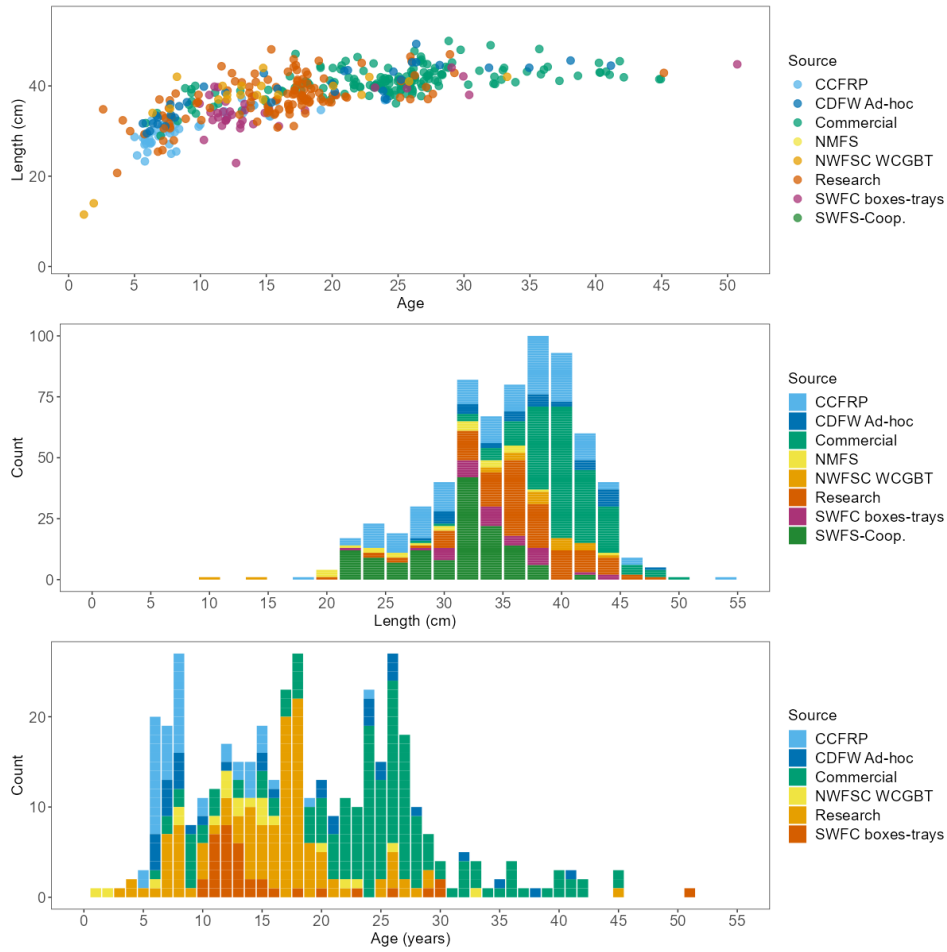 Length (cm)
40
20
0
0 5 10 15 20 25 30 35 40 45 50 55
Age
Source
CCFRP
CDFW Ad-hoc
Commercial
NMFS
NWFSC WCGBT
Research
SWFC boxes-trays
SWFS-Coop.
Count
100
75
50
25
0
0 5 10 15 20 25 30 35 40 45 50 55
Length (cm)
Source
CCFRP
CDFW Ad-hoc
Commercial
NMFS
NWFSC WCGBT
Research
SWFC boxes-trays
SWFS-Coop.
Count
20
10
0
0 5 10 15 20 25 30 35 40 45 50 55
Age (years)
Source
CCFRP
CDFW Ad-hoc
Commercial
NWFSC WCGBT
Research
SWFC boxes-trays